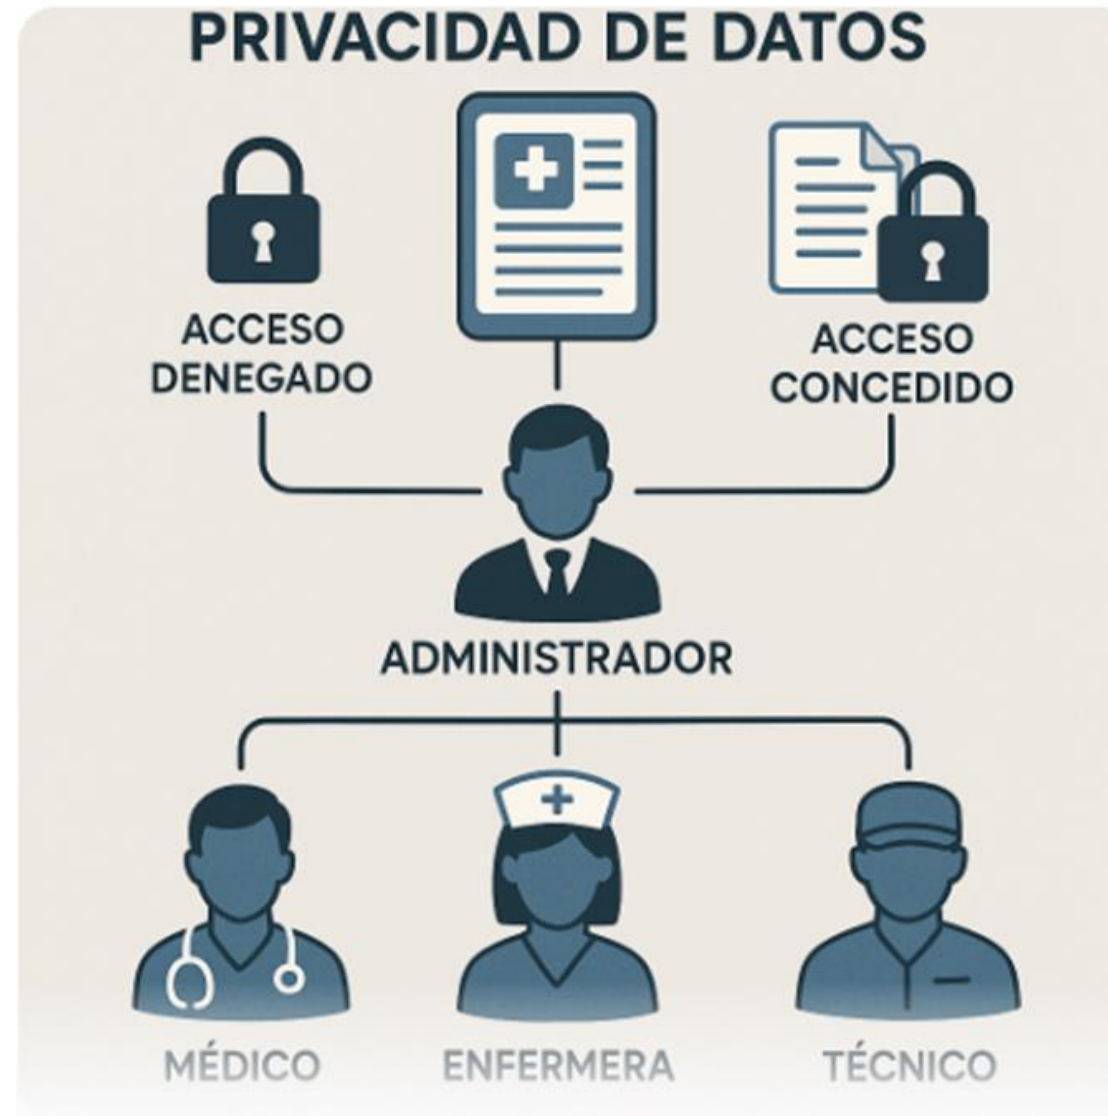 PRIVACIDAD DE DATOS
ACCESO
DENEGADO
ACCESO
CONCEDIDO
ADMINISTRADOR
MÉDICO
ENFERMERA
TÉCNICO